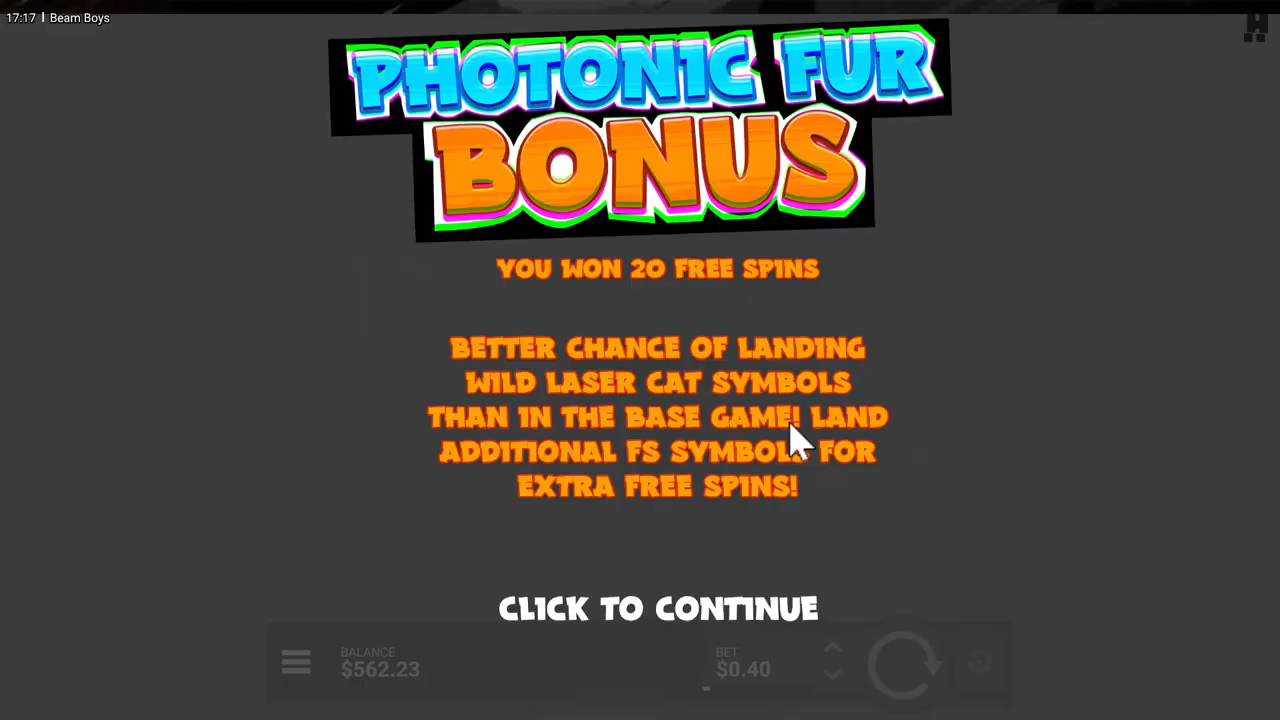 17:17 | Beam Boys
PHOTONIC FUR
BONUS
YOU WON 20 FREE SPINS
BETTER CHANCE OF LANDING
WILD LASER CAT SYMBOLS
THAN IN THE BASE GAME! LAND
ADDITIONAL FS SYMBOLS FOR
EXTRA FREE SPINS!
CLICK TO CONTINUE
BALANCE
$562.23
BET
$0.40